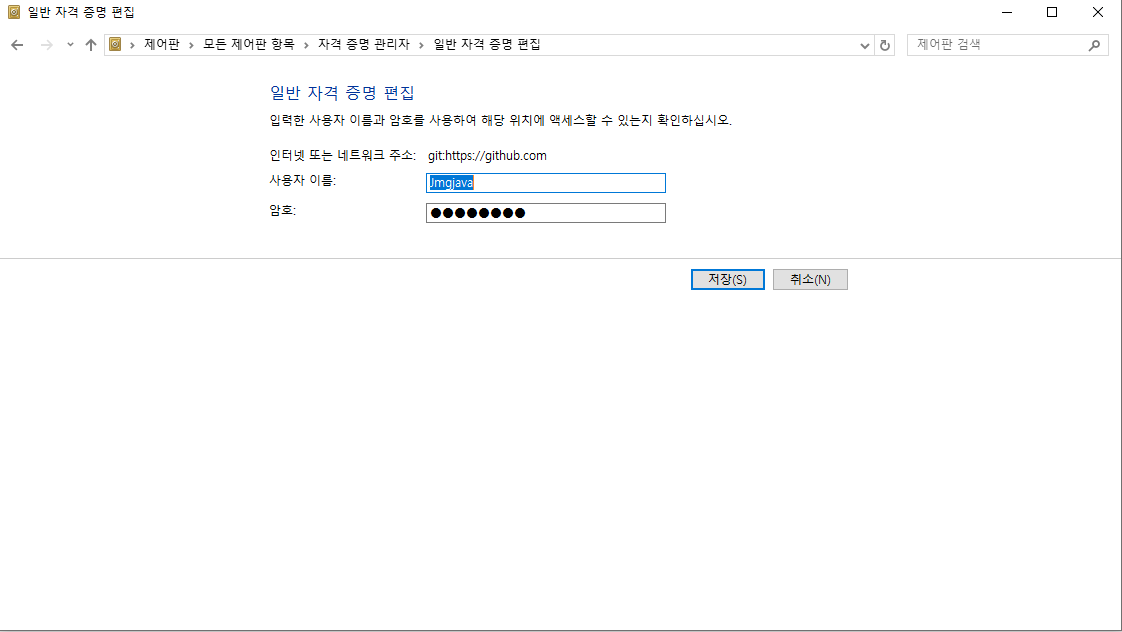 일반 자격 증명 편집
제어판 › 모든 제어판 항목 › 자격 증명 관리자 › 일반 자격 증명 편집
제어판 검색
일반 자격 증명 편집
입력한 사용자 이름과 암호를 사용하여 해당 위치에 액세스할 수 있는지 확인하십시오.
인터넷 또는 네트워크 주소: git:https://github.com
사용자 이름: Jmgjava
암호: ●●●●●●●●
저장(S) 취소(N)